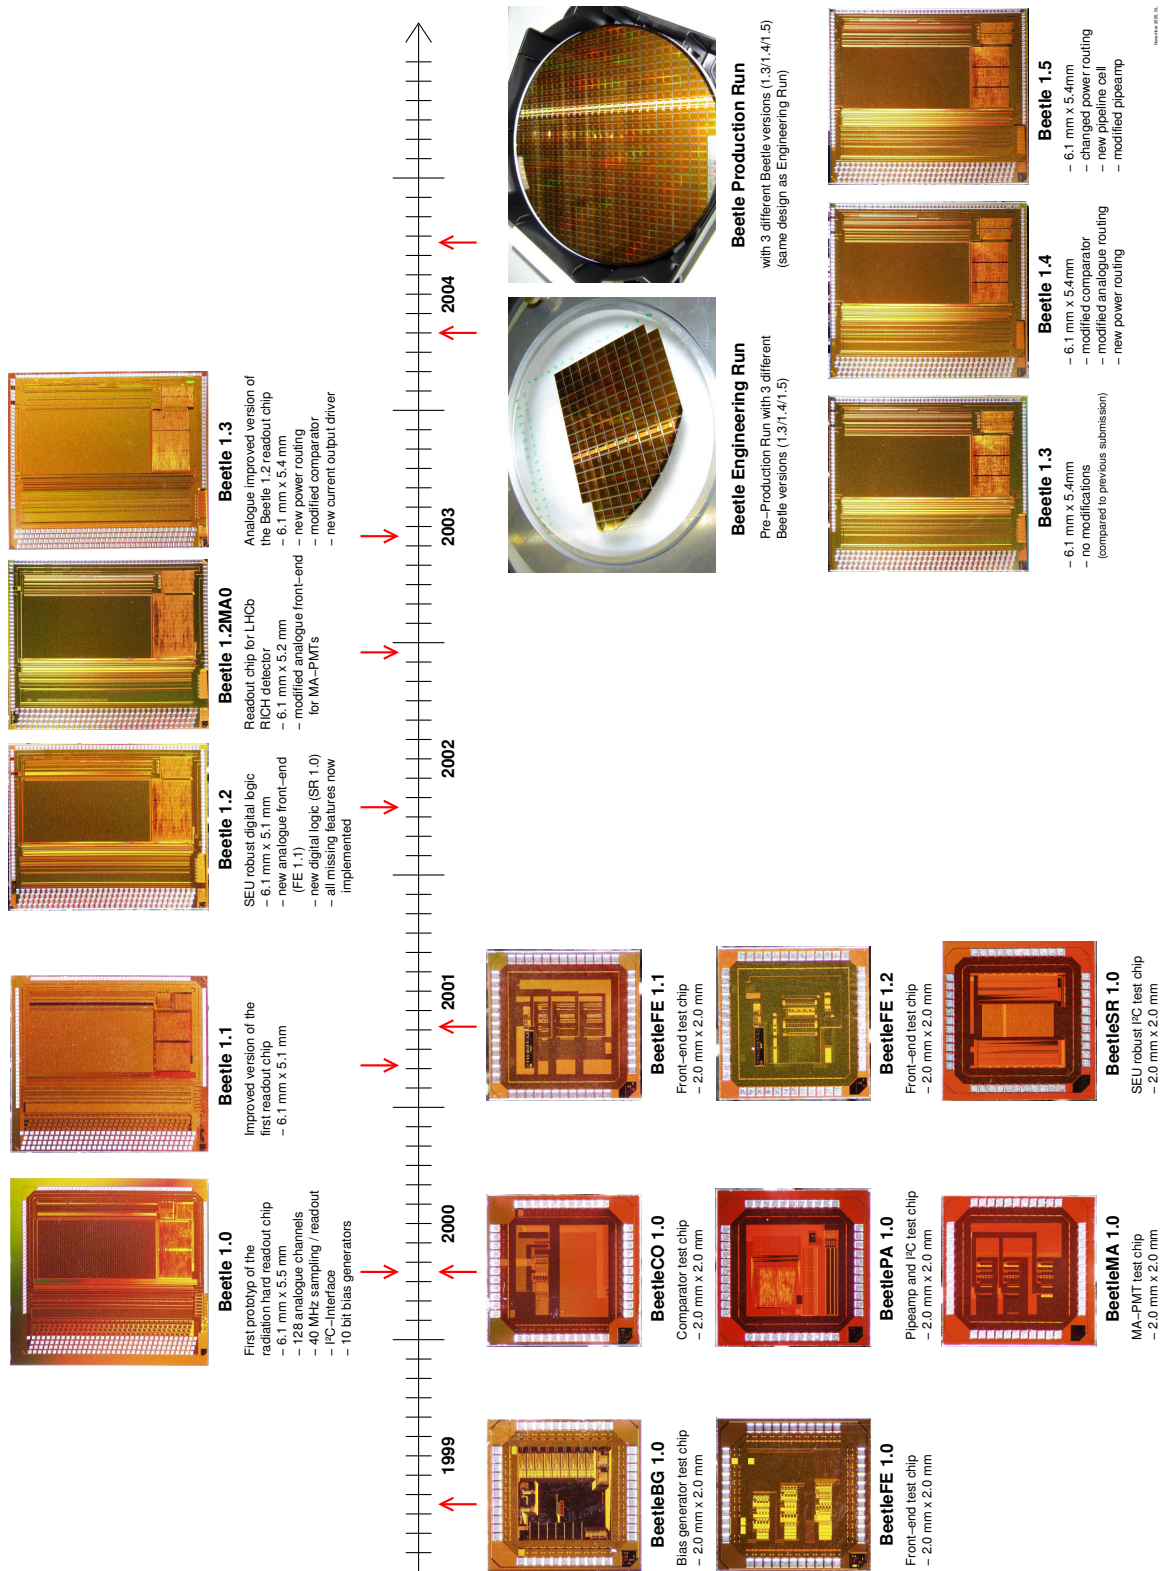 Beetle 1.0
First prototyp of the
radiation hard readout chip
– 6.1 mm x 5.5 mm
– 128 analogue channels
– 40 MHz sampling / readout
– I²C–Interface
– 10 bit bias generators
Beetle 1.1
Improved version of the
first readout chip
– 6.1 mm x 5.1 mm
Beetle 1.2
SEU robust digital logic
– 6.1 mm x 5.1 mm
– new analogue front–end
(FE 1.1)
– new digital logic (SR 1.0)
– all missing features now
implemented
Beetle 1.2MA0
Readout chip for LHCb
RICH detector
– 6.1 mm x 5.2 mm
– modified analogue front–end
for MA–PMTs
Beetle 1.3
Analogue improved version of
the Beetle 1.2 readout chip
– 6.1 mm x 5.4 mm
– new power routing
– modified comparator
– new current output driver
1999
2000
2001
2002
2003
2004
BeetleBG 1.0
Bias generator test chip
– 2.0 mm x 2.0 mm
BeetleFE 1.0
Front–end test chip
– 2.0 mm x 2.0 mm
BeetleCO 1.0
Comparator test chip
– 2.0 mm x 2.0 mm
BeetlePA 1.0
Pipeamp and I²C test chip
– 2.0 mm x 2.0 mm
BeetleMA 1.0
MA–PMT test chip
– 2.0 mm x 2.0 mm
BeetleFE 1.1
Front–end test chip
– 2.0 mm x 2.0 mm
BeetleFE 1.2
Front–end test chip
– 2.0 mm x 2.0 mm
BeetleSR 1.0
SEU robust I²C test chip
– 2.0 mm x 2.0 mm
Beetle Engineering Run
Pre–Production Run with 3 different
Beetle versions (1.3/1.4/1.5)
Beetle Production Run
with 3 different Beetle versions (1.3/1.4/1.5)
(same design as Engineering Run)
Beetle 1.3
– 6.1 mm x 5.4mm
– no modifications
(compared to previous submission)
Beetle 1.4
– 6.1 mm x 5.4mm
– modified comparator
– modified analogue routing
– new power routing
Beetle 1.5
– 6.1 mm x 5.4mm
– changed power routing
– new pipeline cell
– modified pipeamp